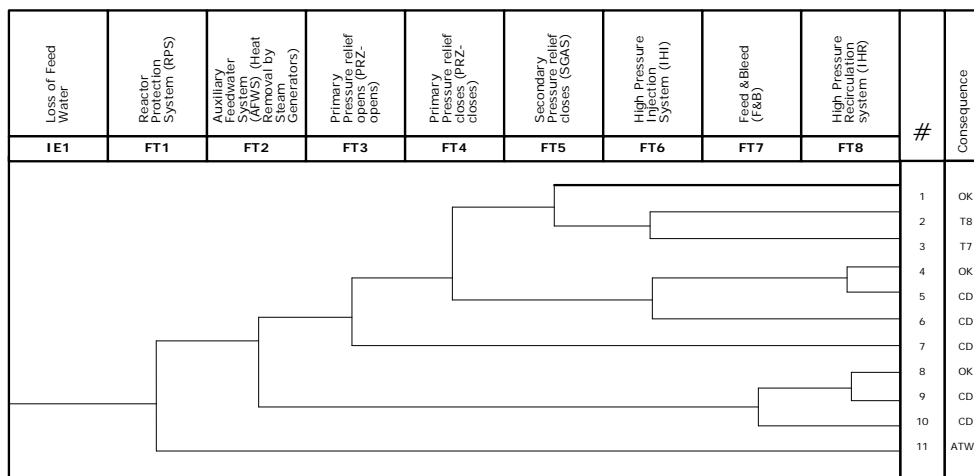 Loss of Feed
Water
Reactor
Protection
System (RPS)
Auxiliary
Feedwater
System
(AFWS) (Heat
Removal by
Steam
Generators)
Primary
Pressure relief
opens (PRZ-
opens)
Primary
Pressure relief
closes (PRZ-
closes)
Secondary
Pressure relief
closes (SGAS)
High Pressure
Injection
System (IHI)
Feed &Bleed
(F&B)
High Pressure
Recirculation
system (IHR)
#
Consequence
IE1 FT1 FT2 FT3 FT4 FT5 FT6 FT7 FT8
1 OK
2 T8
3 T7
4 OK
5 CD
6 CD
7 CD
8 OK
9 CD
10 CD
11 ATW